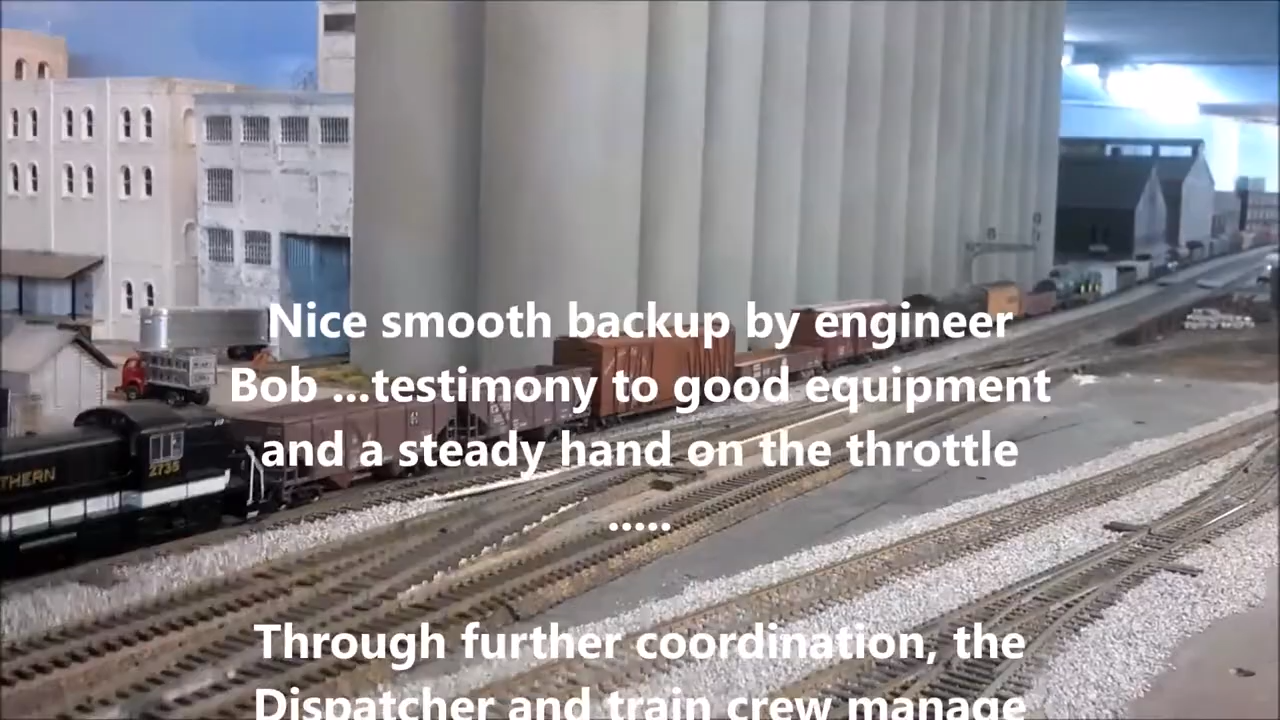 Nice smooth backup by engineer
Bob ...testimony to good equipment
and a steady hand on the throttle
.....
Through further coordination, the
Dispatcher and train crew manage
THERN
2735